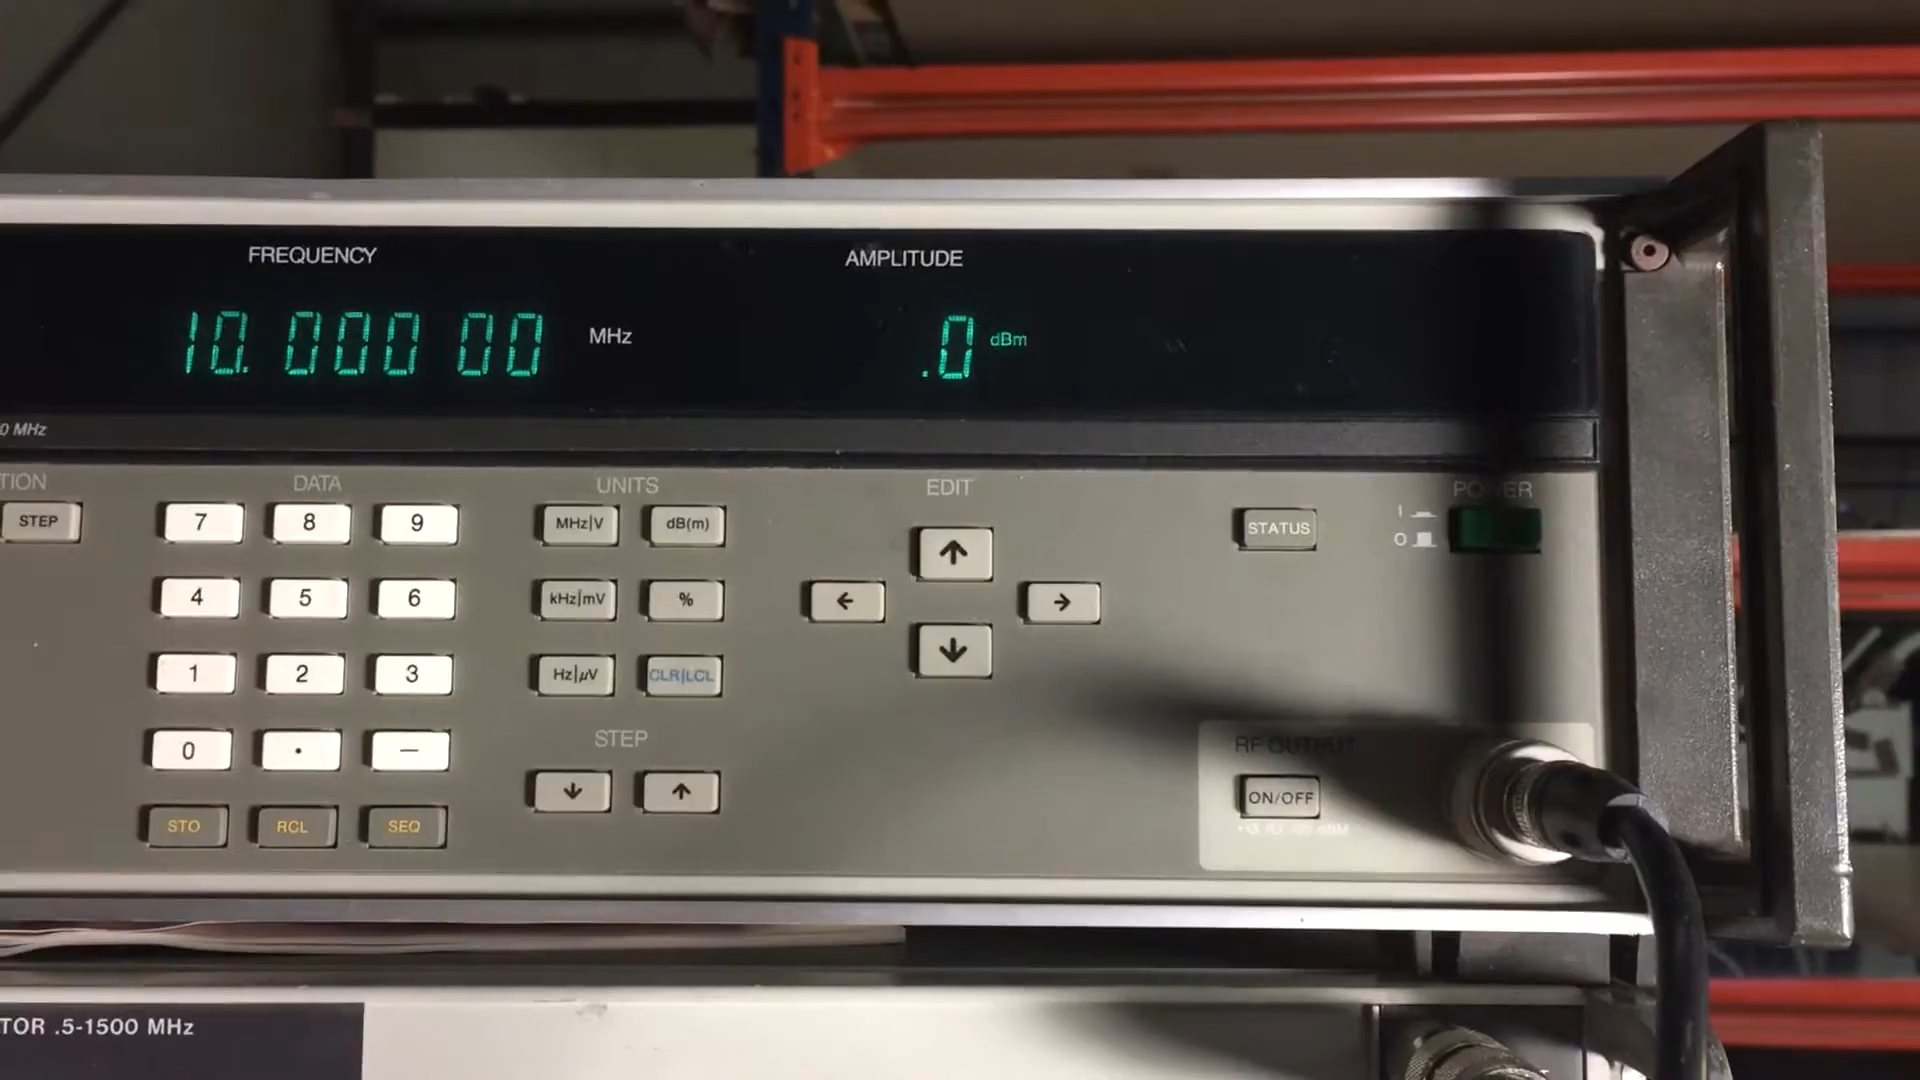 FREQUENCY
AMPLITUDE
10.000 00 MHz
.0 dBm
0 MHz
TION
DATA
UNITS
EDIT
POWER
STEP
7 8 9
MHz|V dB(m)
STATUS
I
O
4 5 6
kHz|mV %
1 2 3
Hz|µV CLR|LCL
0 . —
STEP
RF OUTPUT
ON/OFF
STO RCL SEQ
TOR .5-1500 MHz